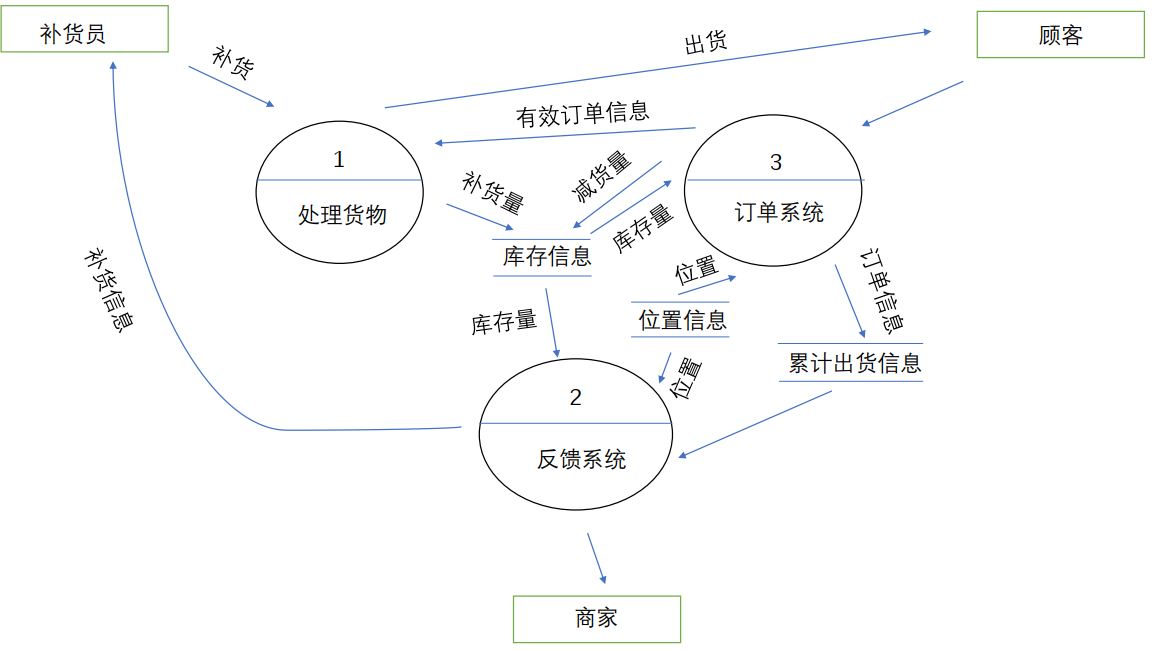 补货员
顾客
补货
出货
有效订单信息
1
处理货物
3
订单系统
补货量
减货量
库存量
库存信息
位置
位置信息
订单信息
补货信息
库存量
位置
累计出货信息
2
反馈系统
商家